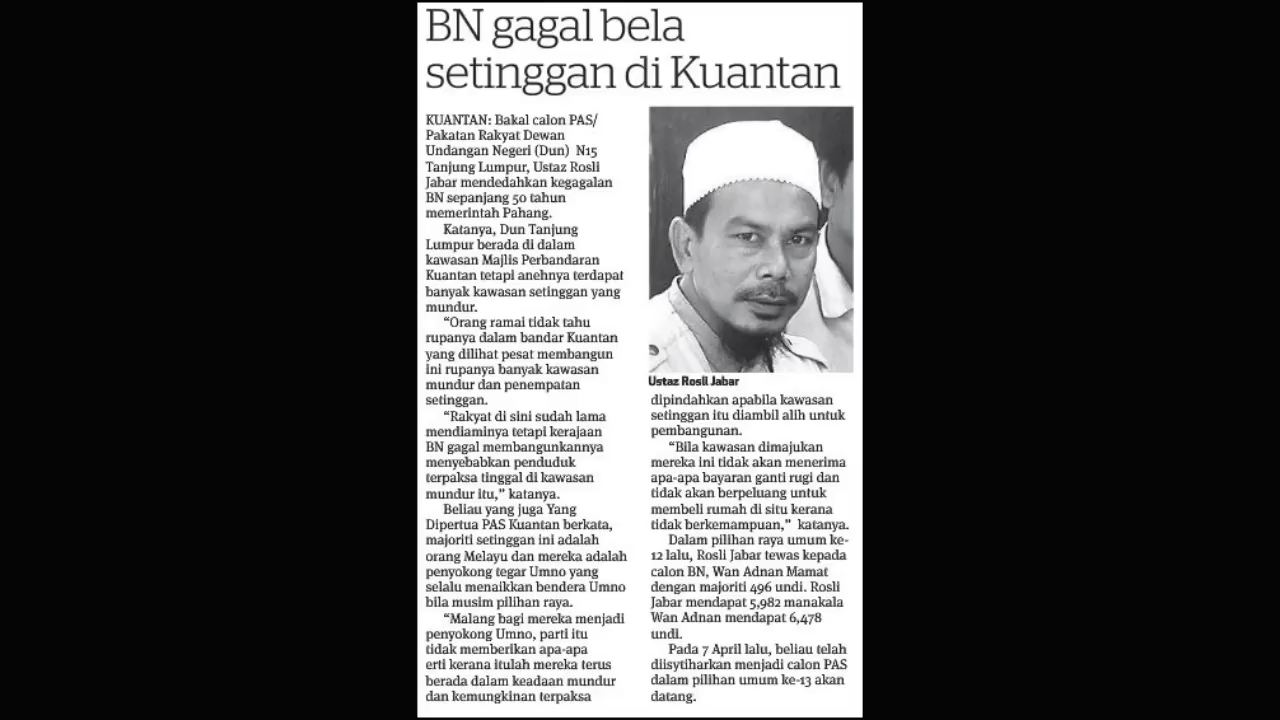 BN gagal bela
setinggan di Kuantan
KUANTAN: Bakal calon PAS/
Pakatan Rakyat Dewan
Undangan Negeri (Dun) N15
Tanjung Lumpur, Ustaz Rosli
Jabar mendedahkan kegagalan
BN sepanjang 50 tahun
memerintah Pahang.
Katanya, Dun Tanjung
Lumpur berada di dalam
kawasan Majlis Perbandaran
Kuantan tetapi anehnya terdapat
banyak kawasan setinggan yang
mundur.
“Orang ramai tidak tahu
rupanya dalam bandar Kuantan
yang dilihat pesat membangun
ini rupanya banyak kawasan
mundur dan penempatan
setinggan.
“Rakyat di sini sudah lama
mendiaminya tetapi kerajaan
BN gagal membangunkannya
menyebabkan penduduk
terpaksa tinggal di kawasan
mundur itu,” katanya.
Beliau yang juga Yang
Dipertua PAS Kuantan berkata,
majoriti setinggan ini adalah
orang Melayu dan mereka adalah
penyokong tegar Umno yang
selalu menaikkan bendera Umno
bila musim pilihan raya.
“Malang bagi mereka menjadi
penyokong Umno, parti itu
tidak memberikan apa-apa
erti kerana itulah mereka terus
berada dalam keadaan mundur
dan kemungkinan terpaksa
Ustaz Rosli Jabar
dipindahkan apabila kawasan
setinggan itu diambil alih untuk
pembangunan.
“Bila kawasan dimajukan
mereka ini tidak akan menerima
apa-apa bayaran ganti rugi dan
tidak akan berpeluang untuk
membeli rumah di situ kerana
tidak berkemampuan,” katanya.
Dalam pilihan raya umum ke-
12 lalu, Rosli Jabar tewas kepada
calon BN, Wan Adnan Mamat
dengan majoriti 496 undi. Rosli
Jabar mendapat 5,982 manakala
Wan Adnan mendapat 6,478
undi.
Pada 7 April lalu, beliau telah
diisytiharkan menjadi calon PAS
dalam pilihan umum ke-13 akan
datang.